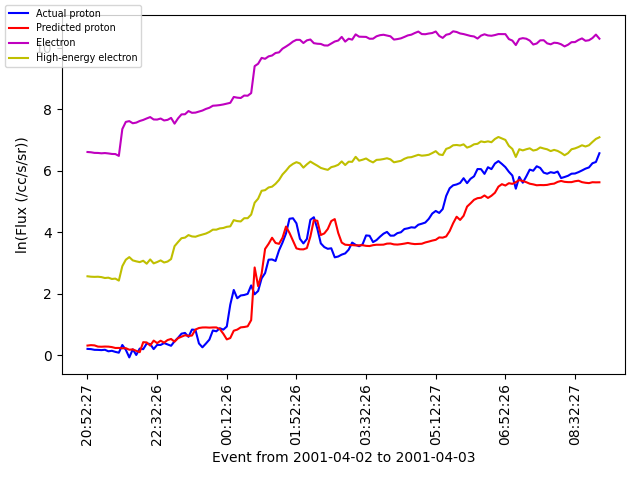 Actual proton
Predicted proton
Electron
High-energy electron
ln(Flux (/cc/s/sr))
10
8
6
4
2
0
20:52:27
22:32:26
00:12:26
01:52:26
03:32:26
05:12:27
06:52:26
08:32:27
Event from 2001-04-02 to 2001-04-03